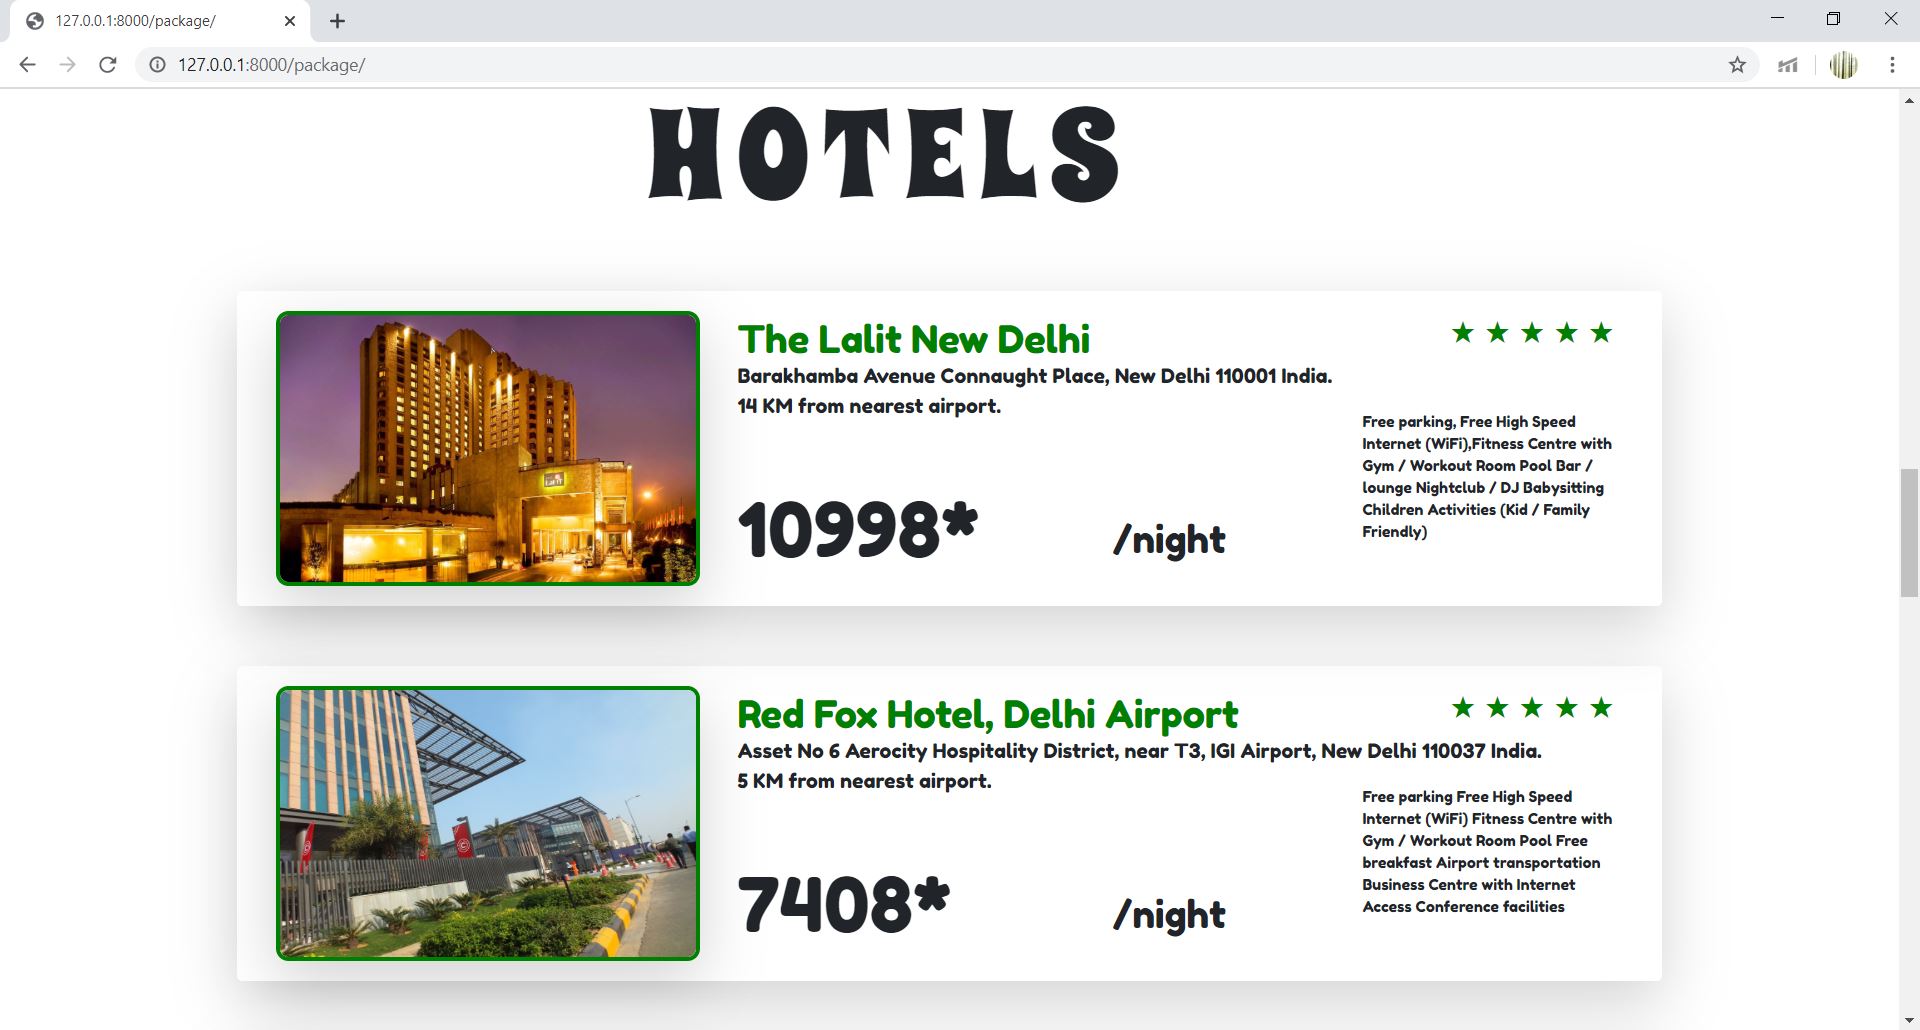 127.0.0.1:8000/package/
127.0.0.1:8000/package/
HOTELS
The Lalit New Delhi
★ ★ ★ ★ ★
Barakhamba Avenue Connaught Place, New Delhi 110001 India.
14 KM from nearest airport.
Free parking, Free High Speed
Internet (WiFi),Fitness Centre with
Gym / Workout Room Pool Bar /
lounge Nightclub / DJ Babysitting
Children Activities (Kid / Family
Friendly)
10998*
/night
THE LaLiT
Red Fox Hotel, Delhi Airport
★ ★ ★ ★ ★
Asset No 6 Aerocity Hospitality District, near T3, IGI Airport, New Delhi 110037 India.
5 KM from nearest airport.
Free parking Free High Speed
Internet (WiFi) Fitness Centre with
Gym / Workout Room Pool Free
breakfast Airport transportation
Business Centre with Internet
Access Conference facilities
7408*
/night